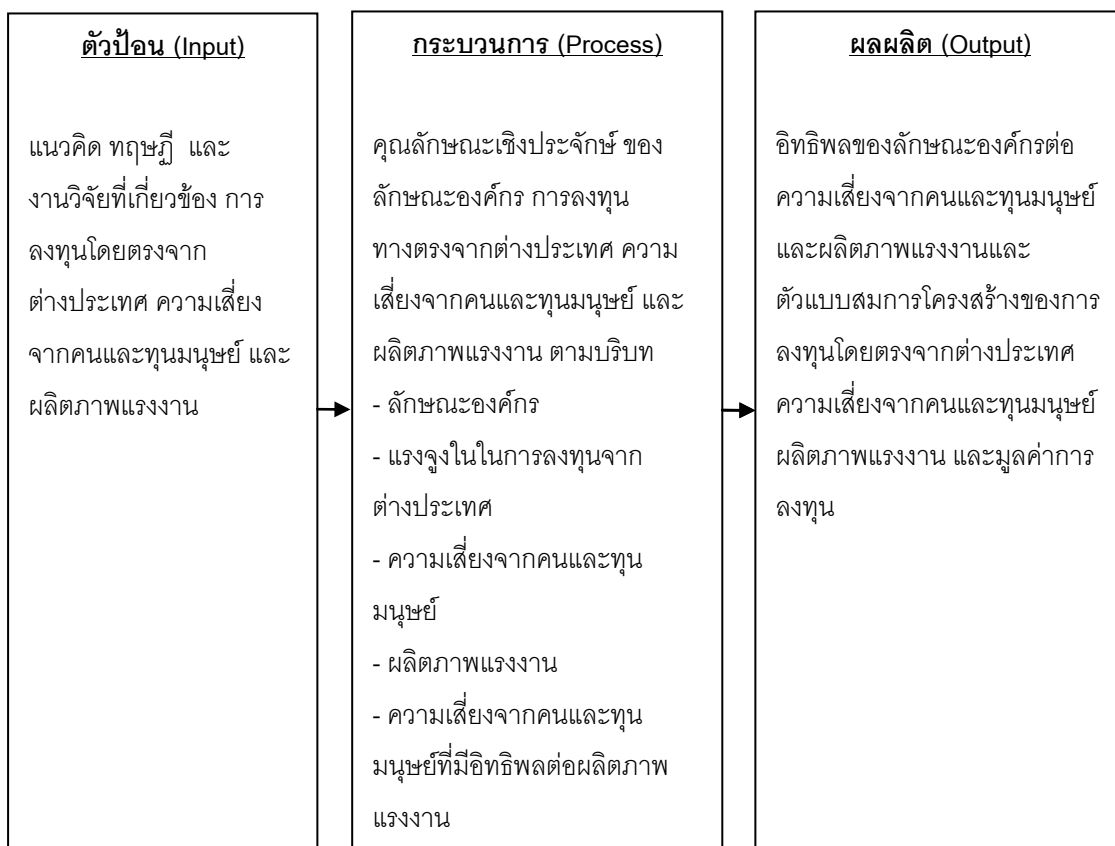 ตัวป้อน (Input)
แนวคิด ทฤษฎี และ
งานวิจัยที่เกี่ยวข้อง การ
ลงทุนโดยตรงจาก
ต่างประเทศ ความเสี่ยง
จากคนและทุนมนุษย์ และ
ผลิตภาพแรงงาน
กระบวนการ (Process)
คุณลักษณะเชิงประจักษ์ ของ
ลักษณะองค์กร การลงทุน
ทางตรงจากต่างประเทศ ความ
เสี่ยงจากคนและทุนมนุษย์ และ
ผลิตภาพแรงงาน ตามบริบท
- ลักษณะองค์กร
- แรงจูงในในการลงทุนจาก
ต่างประเทศ
- ความเสี่ยงจากคนและทุน
มนุษย์
- ผลิตภาพแรงงาน
- ความเสี่ยงจากคนและทุน
มนุษย์ที่มีอิทธิพลต่อผลิตภาพ
แรงงาน
ผลผลิต (Output)
อิทธิพลของลักษณะองค์กรต่อ
ความเสี่ยงจากคนและทุนมนุษย์
และผลิตภาพแรงงานและ
ตัวแบบสมการโครงสร้างของการ
ลงทุนโดยตรงจากต่างประเทศ
ความเสี่ยงจากคนและทุนมนุษย์
ผลิตภาพแรงงาน และมูลค่าการ
ลงทุน